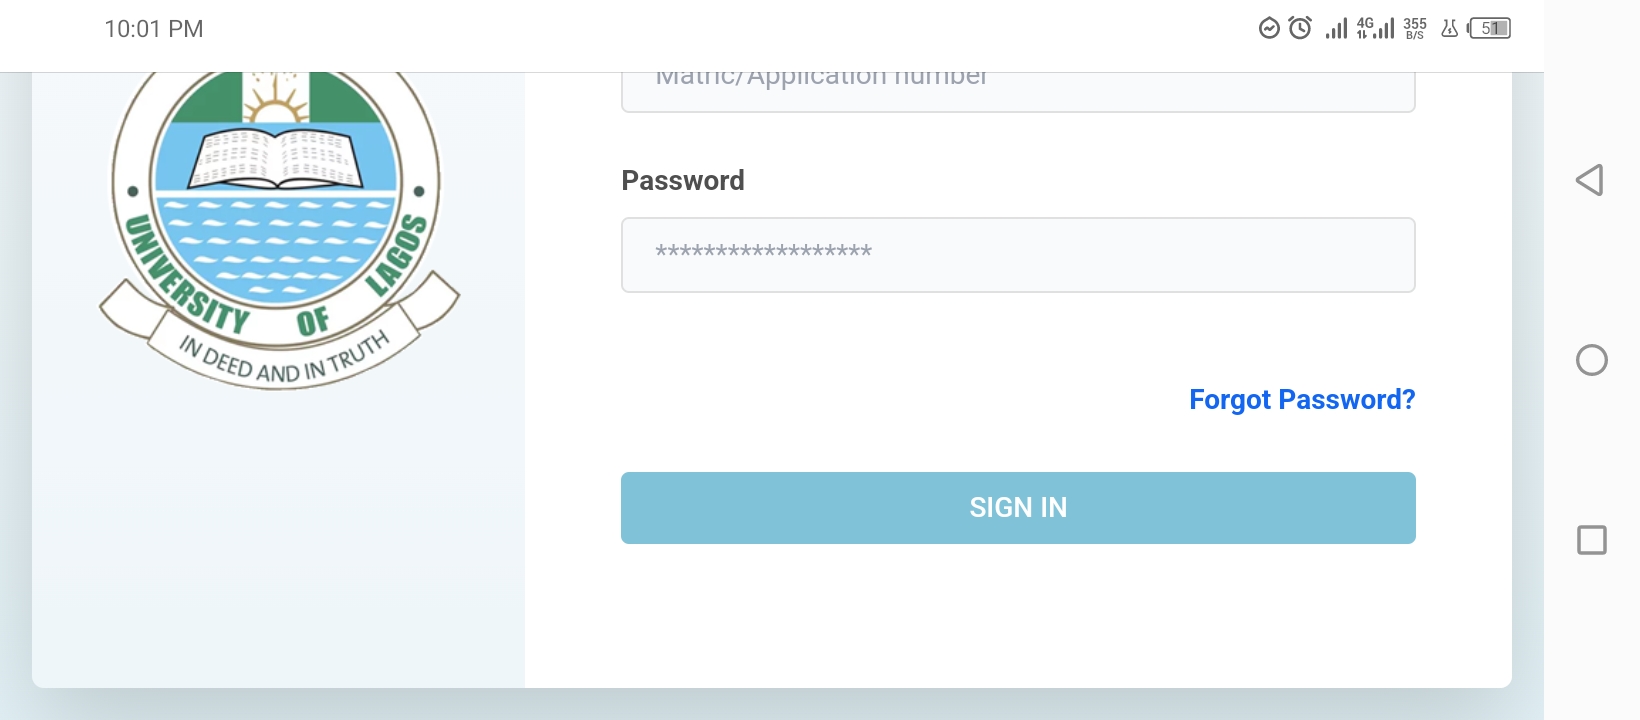 10:01 PM
4G
355
B/S
51
Matric/Application number
Password
******************
Forgot Password?
SIGN IN
UNIVERSITY OF LAGOS
IN DEED AND IN TRUTH